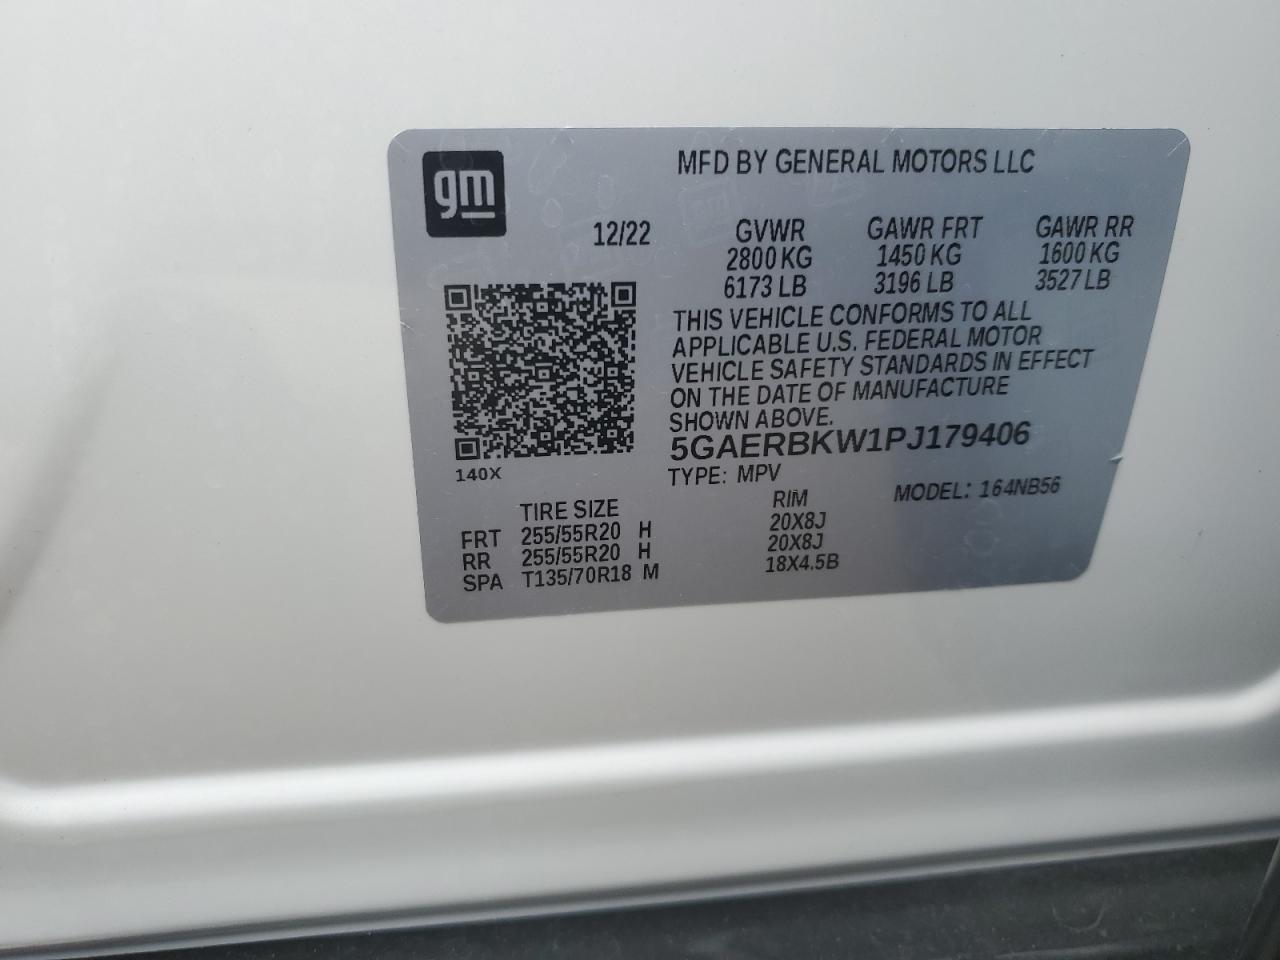 gm
MFD BY GENERAL MOTORS LLC
12/22
GVWR GAWR FRT GAWR RR
2800 KG 1450 KG 1600 KG
6173 LB 3196 LB 3527 LB
THIS VEHICLE CONFORMS TO ALL
APPLICABLE U.S. FEDERAL MOTOR
VEHICLE SAFETY STANDARDS IN EFFECT
ON THE DATE OF MANUFACTURE
SHOWN ABOVE.
5GAERBKW1PJ179406
140X
TYPE: MPV
MODEL: 164NB56
TIRE SIZE RIM
FRT 255/55R20 H 20X8J
RR 255/55R20 H 20X8J
SPA T135/70R18 M 18X4.5B